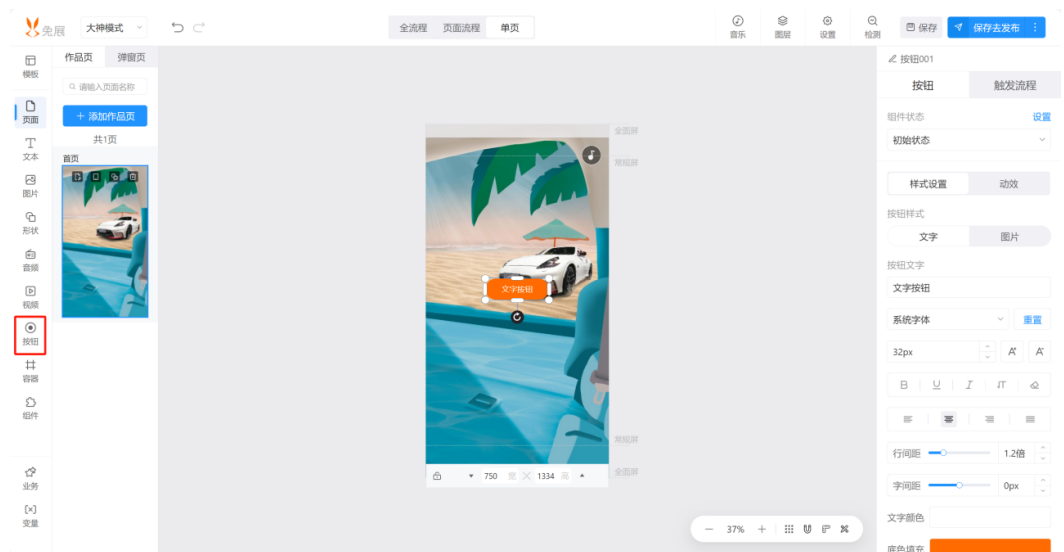 兔展
大神模式
全流程 页面流程 单页
音乐 图层 设置 检测
保存
保存去发布
模板
页面
文本
图片
形状
音频
视频
按钮
容器
组件
业务
变量
作品页 弹窗页
请输入页面名称
+ 添加作品页
共1页
首页
全面屏
常规屏
文字按钮
常规屏
全面屏
750 宽 1334 高
37%
按钮001
按钮 触发流程
组件状态 设置
初始状态
样式设置 动效
按钮样式
文字 图片
按钮文字
文字按钮
系统字体 重置
32px
行间距 1.2倍
字间距 0px
文字颜色
底色填充